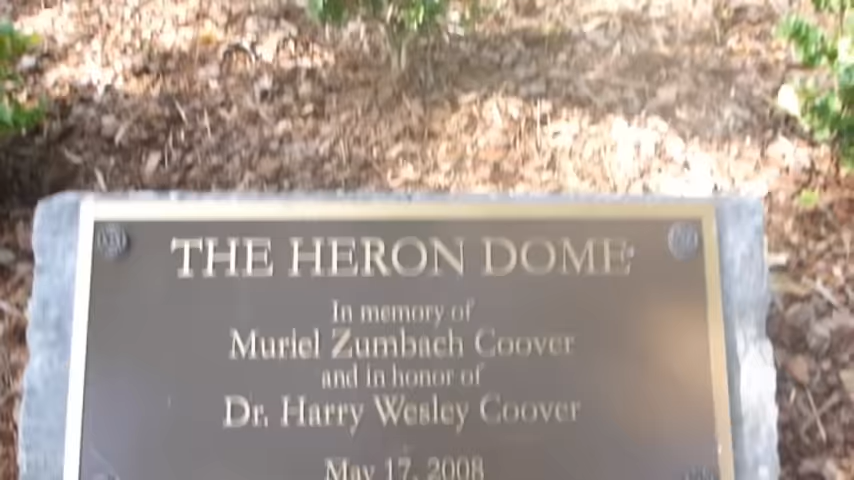 THE HERON DOME
In memory of
Muriel Zumbach Coover
and in honor of
Dr. Harry Wesley Coover
May 17, 2008